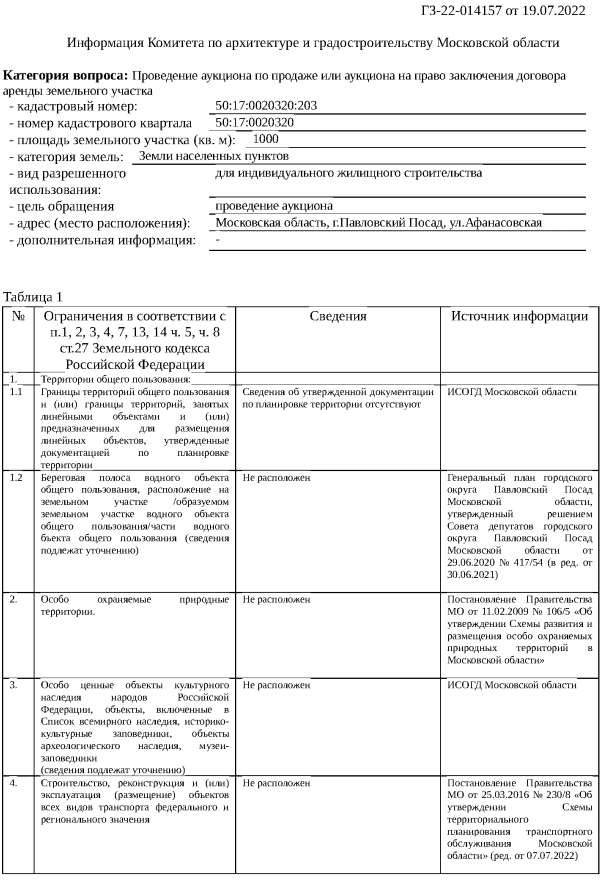 ГЗ-22-014157 от 19.07.2022
Информация Комитета по архитектуре и градостроительству Московской области
Категория вопроса: Проведение аукциона по продаже или аукциона на право заключения договора
аренды земельного участка
- кадастровый номер: 50:17:0020320:203
- номер кадастрового квартала 50:17:0020320
- площадь земельного участка (кв. м): 1000
- категория земель: Земли населенных пунктов
- вид разрешенного для индивидуального жилищного строительства
использования:
- цель обращения проведение аукциона
- адрес (место расположения): Московская область, г.Павловский Посад, ул.Афанасовская
- дополнительная информация: -
Таблица 1
№
Ограничения в соответствии с
п.1, 2, 3, 4, 7, 13, 14 ч. 5, ч. 8
ст.27 Земельного кодекса
Российской Федерации
Сведения
Источник информации
1.
Территории общего пользования:
1.1
Границы территорий общего пользования
и (или) границы территорий, занятых
линейными объектами и (или)
предназначенных для размещения
линейных объектов, утвержденные
документацией по планировке
территории
Сведения об утвержденной документации
по планировке территории отсутствуют
ИСОГД Московской области
1.2
Береговая полоса водного объекта
общего пользования, расположение на
земельном участке /образуемом
земельном участке водного объекта
общего пользования/части водного
бъекта общего пользования (сведения
подлежат уточнению)
Не расположен
Генеральный план городского
округа Павловский Посад
Московской области,
утвержденный решением
Совета депутатов городского
округа Павловский Посад
Московской области от
29.06.2020 № 417/54 (в ред. от
30.06.2021)
2.
Особо охраняемые природные
территории.
Не расположен
Постановление Правительства
МО от 11.02.2009 № 106/5 «Об
утверждении Схемы развития и
размещения особо охраняемых
природных территорий в
Московской области»
3.
Особо ценные объекты культурного
наследия народов Российской
Федерации, объекты, включенные в
Список всемирного наследия, историко-
культурные заповедники, объекты
археологического наследия, музеи-
заповедники
(сведения подлежат уточнению)
Не расположен
ИСОГД Московской области
4.
Строительство, реконструкция и (или)
эксплуатация (размещение) объектов
всех видов транспорта федерального и
регионального значения
Не расположен
Постановление Правительства
МО от 25.03.2016 № 230/8 «Об
утверждении Схемы
территориального
планирования транспортного
обслуживания Московской
области» (ред. от 07.07.2022)